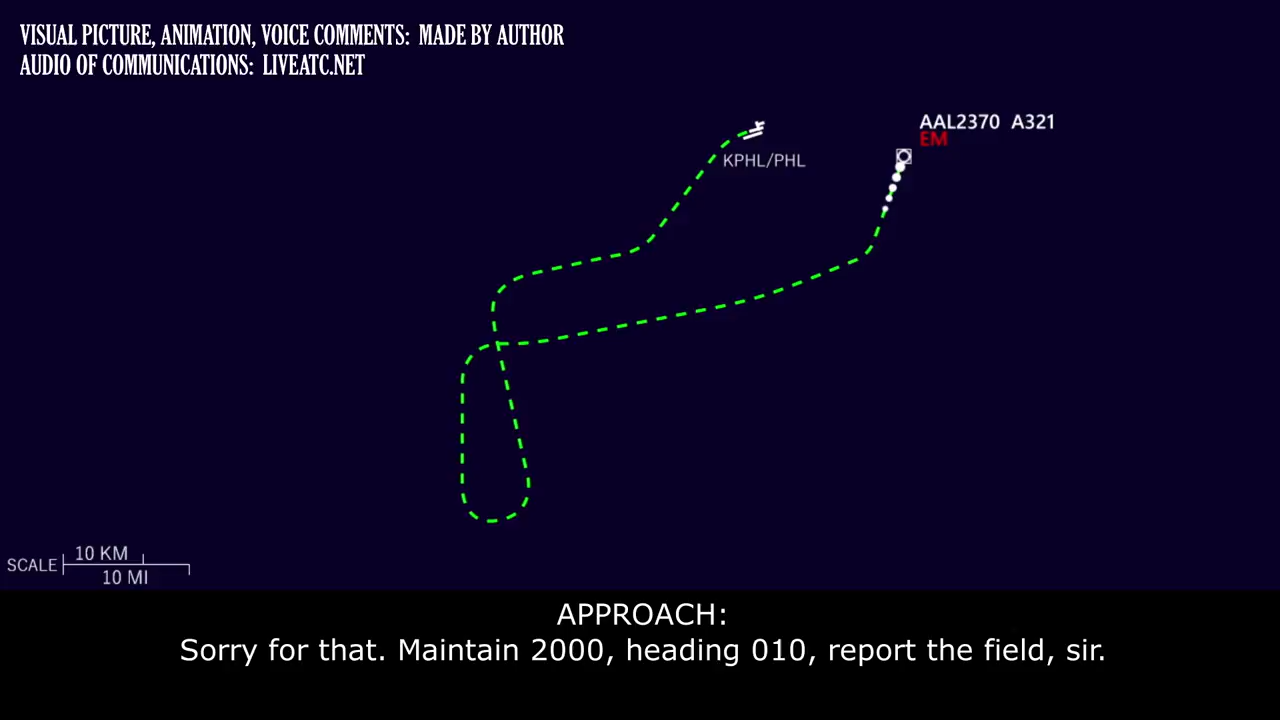 VISUAL PICTURE, ANIMATION, VOICE COMMENTS: MADE BY AUTHOR
AUDIO OF COMMUNICATIONS: LIVEATC.NET
AAL2370 A321
EM
KPHL/PHL
SCALE
10 KM
10 MI
APPROACH:
Sorry for that. Maintain 2000, heading 010, report the field, sir.